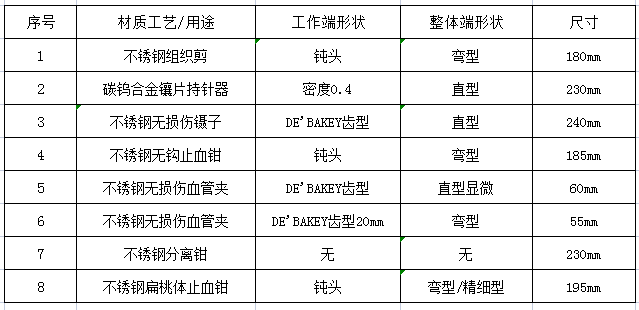 序号 材质工艺/用途 工作端形状 整体端形状 尺寸
1 不锈钢组织剪 钝头 弯型 180mm
2 碳钨合金镶片持针器 密度0.4 直型 230mm
3 不锈钢无损伤镊子 DE'BAKEY齿型 直型 240mm
4 不锈钢无钩止血钳 钝头 弯型 185mm
5 不锈钢无损伤血管夹 DE'BAKEY齿型 直型显微 60mm
6 不锈钢无损伤血管夹 DE'BAKEY齿型20mm 弯型 55mm
7 不锈钢分离钳 无 无 230mm
8 不锈钢扁桃体止血钳 钝头 弯型/精细型 195mm